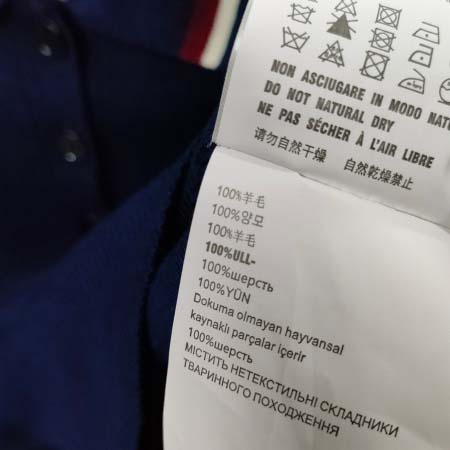 NON ASCIUGARE IN MODO NATU
DO NOT NATURAL DRY
NE PAS SÉCHER À L'AIR LIBRE
请勿自然干燥 自然乾燥禁止
100%羊毛
100%양모
100%羊毛
100%ULL-
100%шерсть
100%YÜN
Dokuma olmayan hayvansal
kaynaklı parçalar içerir
100%шерсть
МІСТИТЬ НЕТЕКСТИЛЬНІ СКЛАДНИКИ
ТВАРИННОГО ПОХОДЖЕННЯ